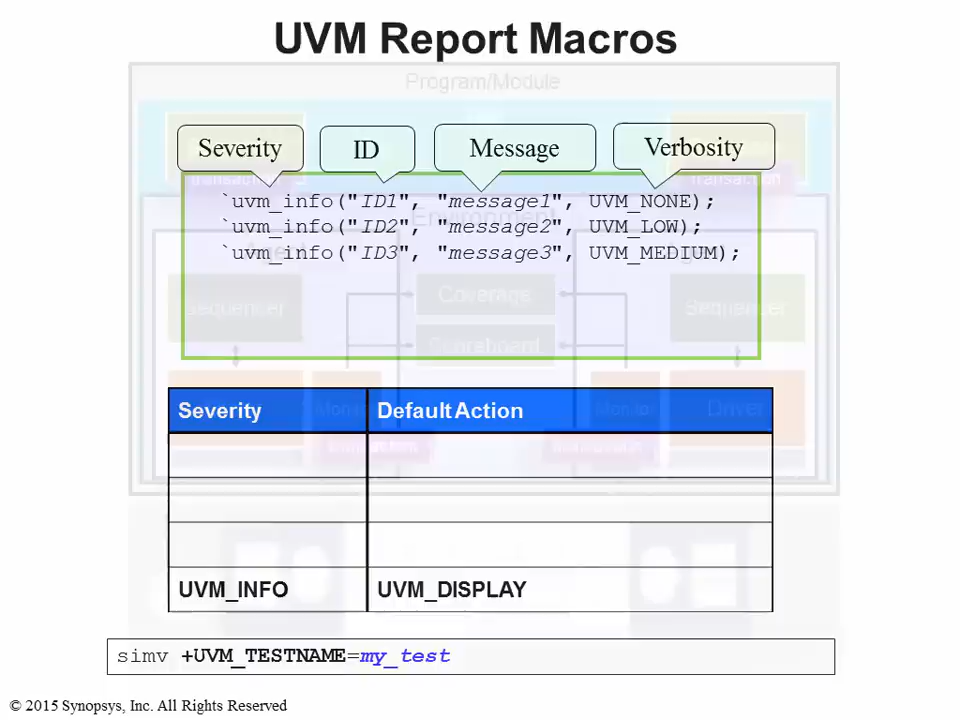 UVM Report Macros
Program/Module
Severity ID Message Verbosity
transaction
`uvm_info("ID1", "message1", UVM_NONE);
Environment
`uvm_info("ID2", "message2", UVM_LOW);
`uvm_info("ID3", "message3", UVM_MEDIUM);
Coverage
Sequencer Sequencer
Scoreboard
Severity Default Action
Driver
UVM_INFO UVM_DISPLAY
simv +UVM_TESTNAME=my_test
© 2015 Synopsys, Inc. All Rights Reserved